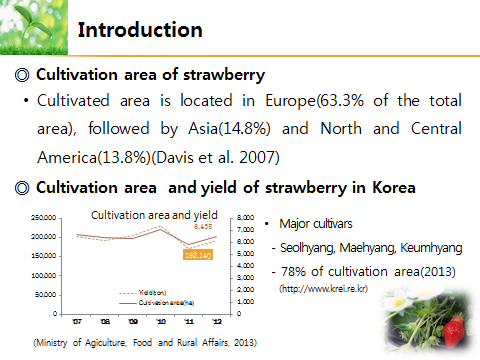 Introduction
◎ Cultivation area of strawberry
• Cultivated area is located in Europe(63.3% of the total
area), followed by Asia(14.8%) and North and Central
America(13.8%)(Davis et al. 2007)
◎ Cultivation area and yield of strawberry in Korea
Cultivation area and yield
250,000
200,000
150,000
100,000
50,000
0
8,000
7,000
6,000
5,000
4,000
3,000
2,000
1,000
0
6,435
192,140
Yield(ton)
Cultivation area(ha)
'07 '08 '09 '10 '11 '12
(Ministry of Agiculture, Food and Rural Affairs, 2013)
• Major cultivars
- Seolhyang, Maehyang, Keumhyang
- 78% of cultivation area(2013)
(http://www.krei.re.kr)